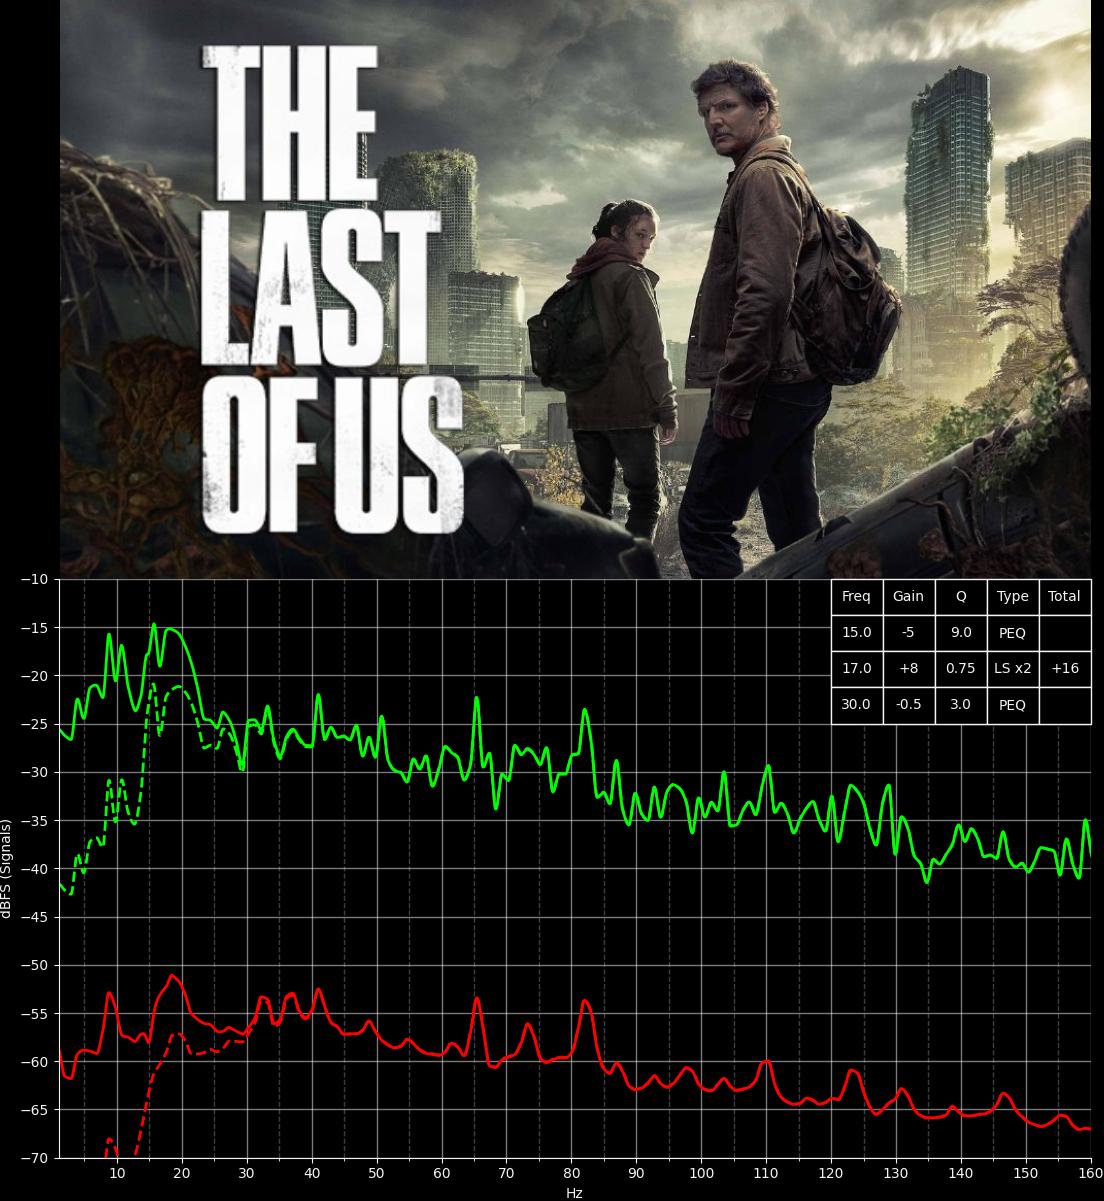 THE
LAST
OF US
Freq Gain Q Type Total
15.0 -5 9.0 PEQ
17.0 +8 0.75 LS x2 +16
30.0 -0.5 3.0 PEQ
−10
−15
−20
−25
−30
−35
−40
−45
−50
−55
−60
−65
−70
dBFS (Signals)
10 20 30 40 50 60 70 80 90 100 110 120 130 140 150 160
Hz